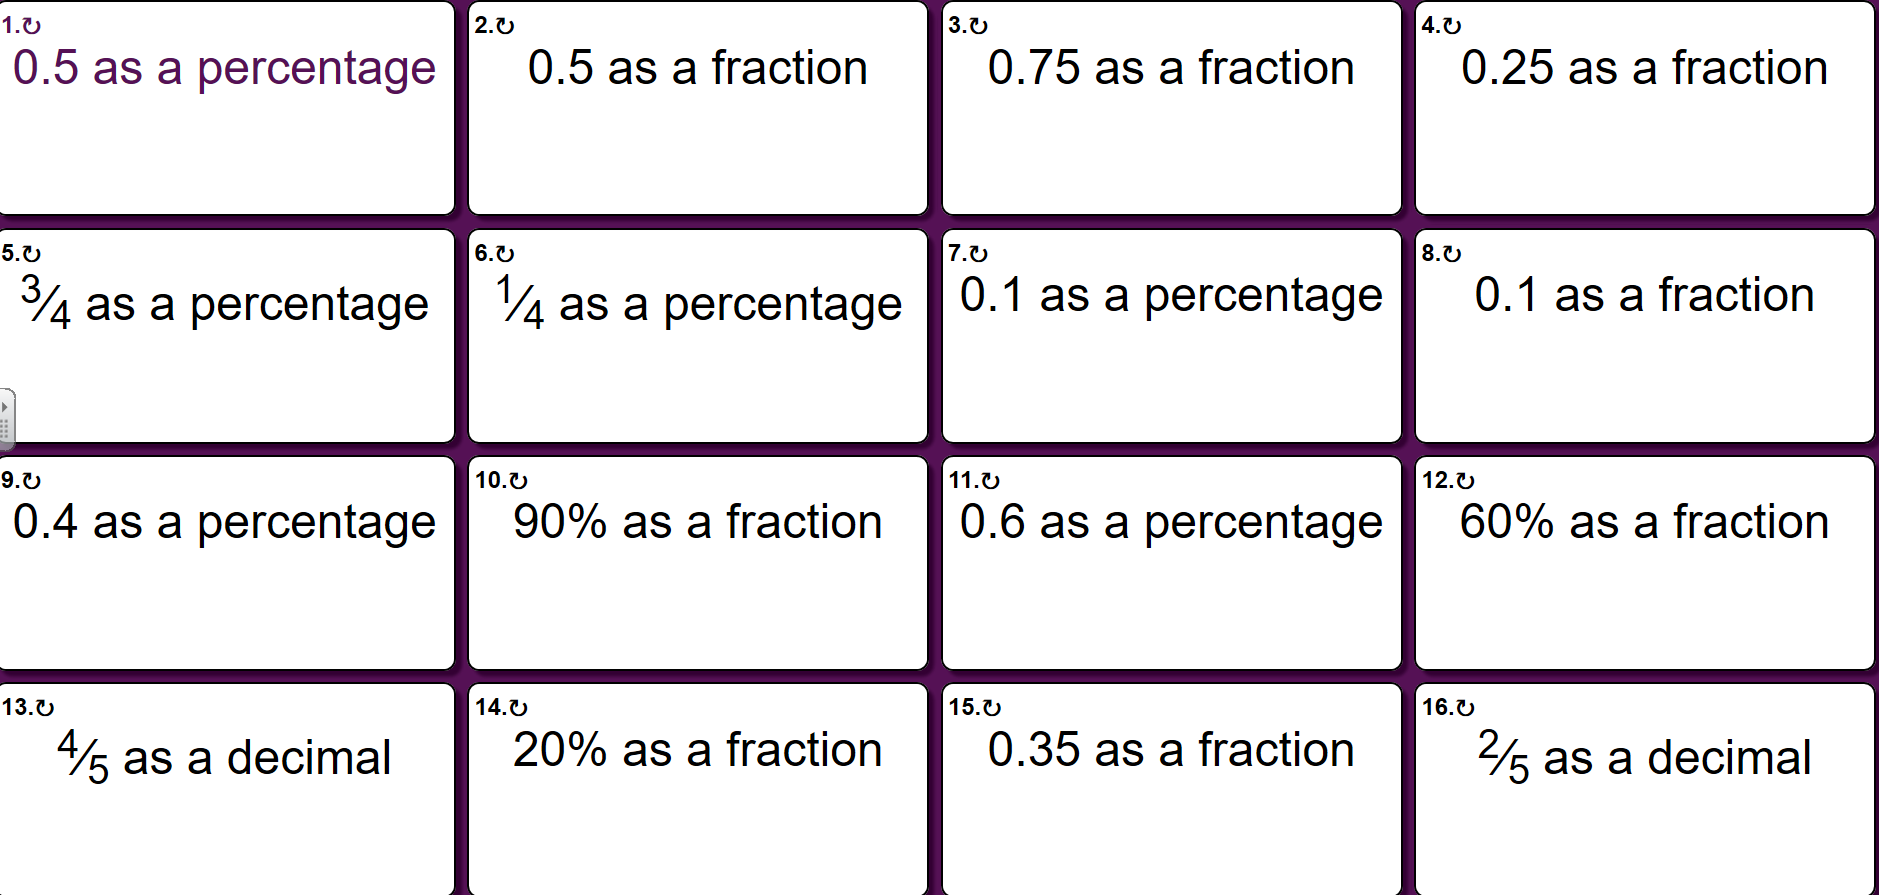 1.↻
0.5 as a percentage
2.↻
0.5 as a fraction
3.↻
0.75 as a fraction
4.↻
0.25 as a fraction
5.↻
3⁄4 as a percentage
6.↻
1⁄4 as a percentage
7.↻
0.1 as a percentage
8.↻
0.1 as a fraction
9.↻
0.4 as a percentage
10.↻
90% as a fraction
11.↻
0.6 as a percentage
12.↻
60% as a fraction
13.↻
4⁄5 as a decimal
14.↻
20% as a fraction
15.↻
0.35 as a fraction
16.↻
2⁄5 as a decimal